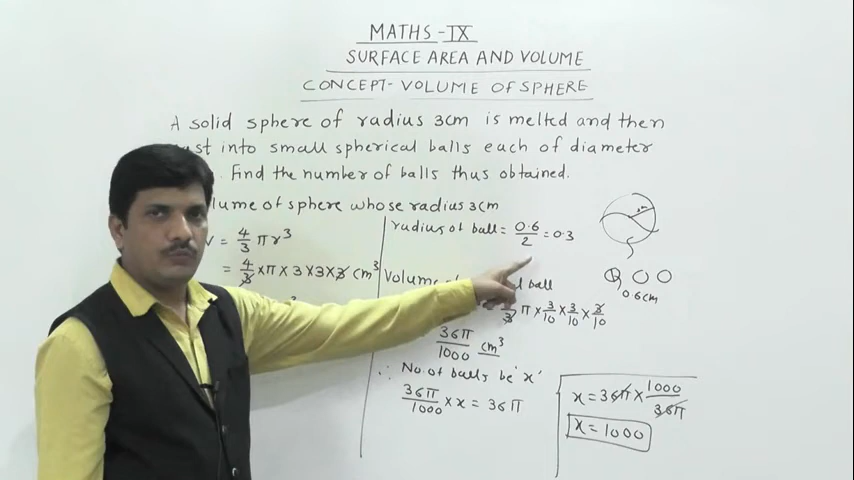 MATHS-IX
SURFACE AREA AND VOLUME
CONCEPT-VOLUME OF SPHERE
A solid sphere of radius 3cm is melted and then
into small spherical balls each of diameter
Find the number of balls thus obtained.
of sphere whose radius 3cm
= 4/3 πr³
= 4/3 ×π×3×3×3 cm³
radius of ball = 0.6/2 = 0.3
ball
π × 3/10 × 3/10 × 3/10
36π/1000 cm³
∴ No. of balls be 'x'
36π/1000 × x = 36π
0.6cm
x = 36π × 1000/36π
x = 1000